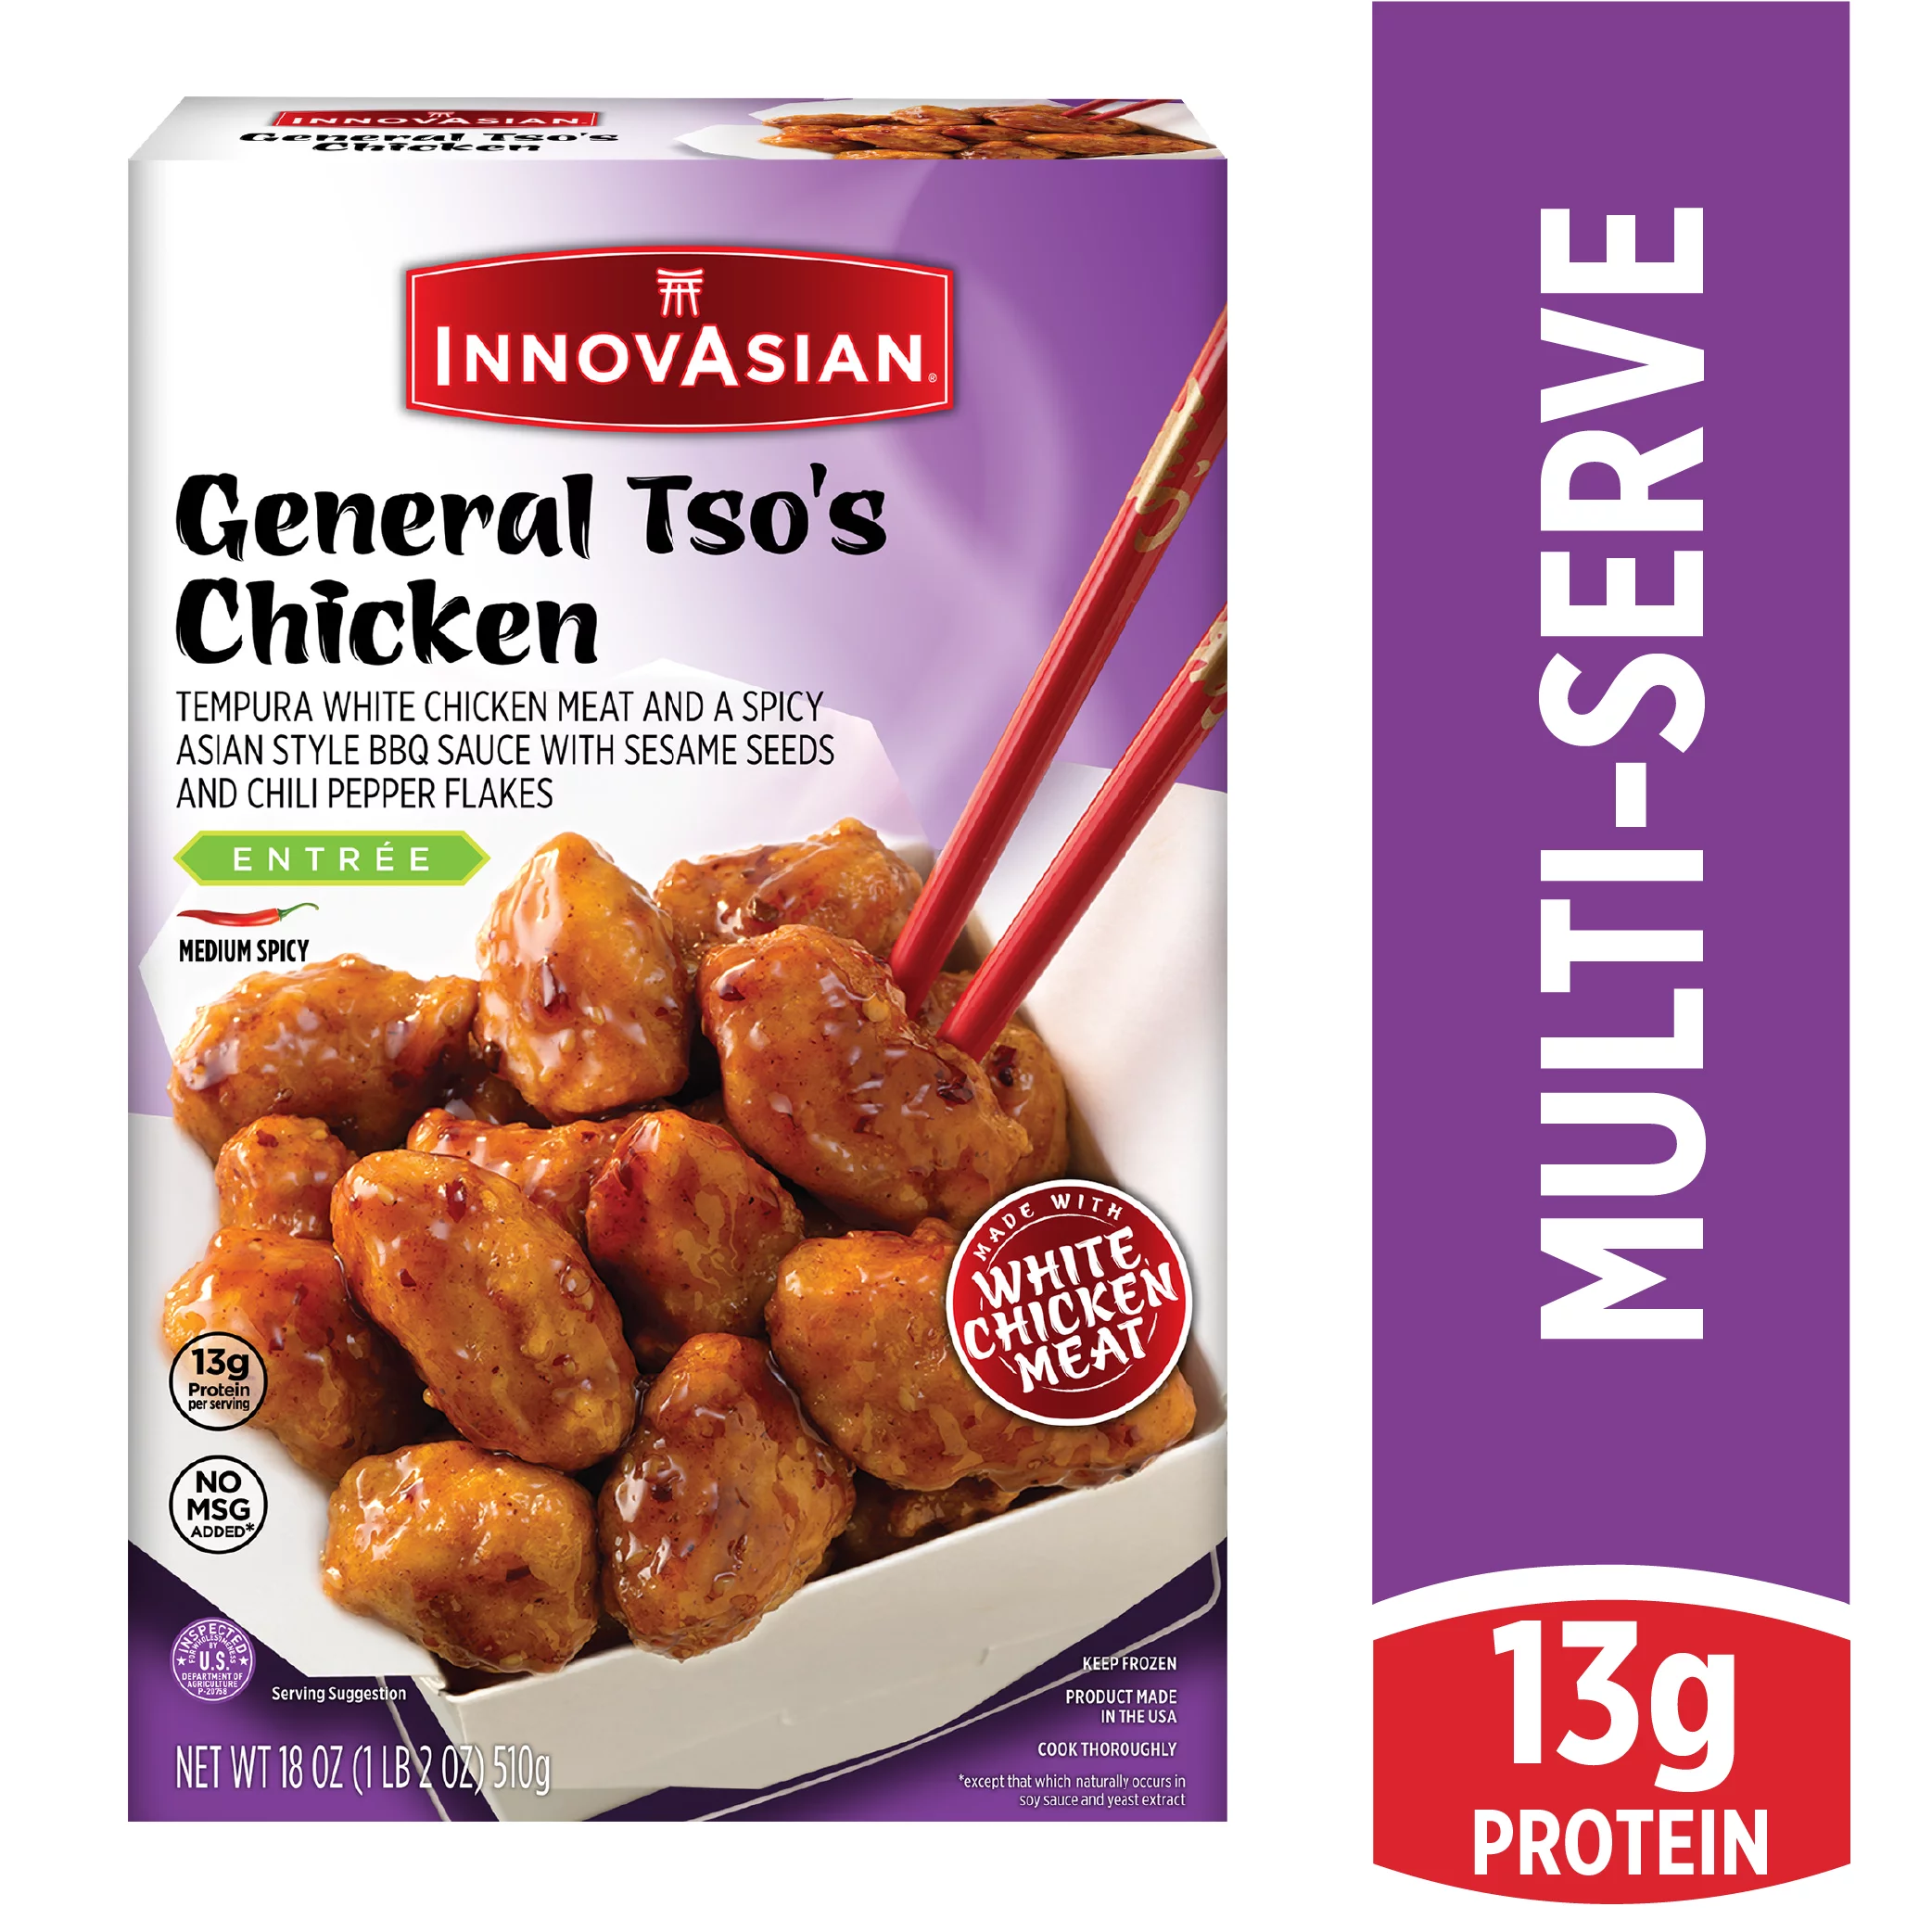 INNOVASIAN
General Tso's
Chicken
INNOVASIAN®
General Tso's
Chicken
TEMPURA WHITE CHICKEN MEAT AND A SPICY
ASIAN STYLE BBQ SAUCE WITH SESAME SEEDS
AND CHILI PEPPER FLAKES
ENTRÉE
MEDIUM SPICY
MADE WITH
WHITE
CHICKEN
MEAT
13g
Protein
per serving
NO
MSG
ADDED*
INSPECTED
FOR WHOLESOMENESS
BY
U.S.
DEPARTMENT OF
AGRICULTURE
P-20758
Serving Suggestion
NET WT 18 OZ (1 LB 2 OZ) 510g
KEEP FROZEN
PRODUCT MADE
IN THE USA
COOK THOROUGHLY
*except that which naturally occurs in
soy sauce and yeast extract
MULTI-SERVE
13g
PROTEIN